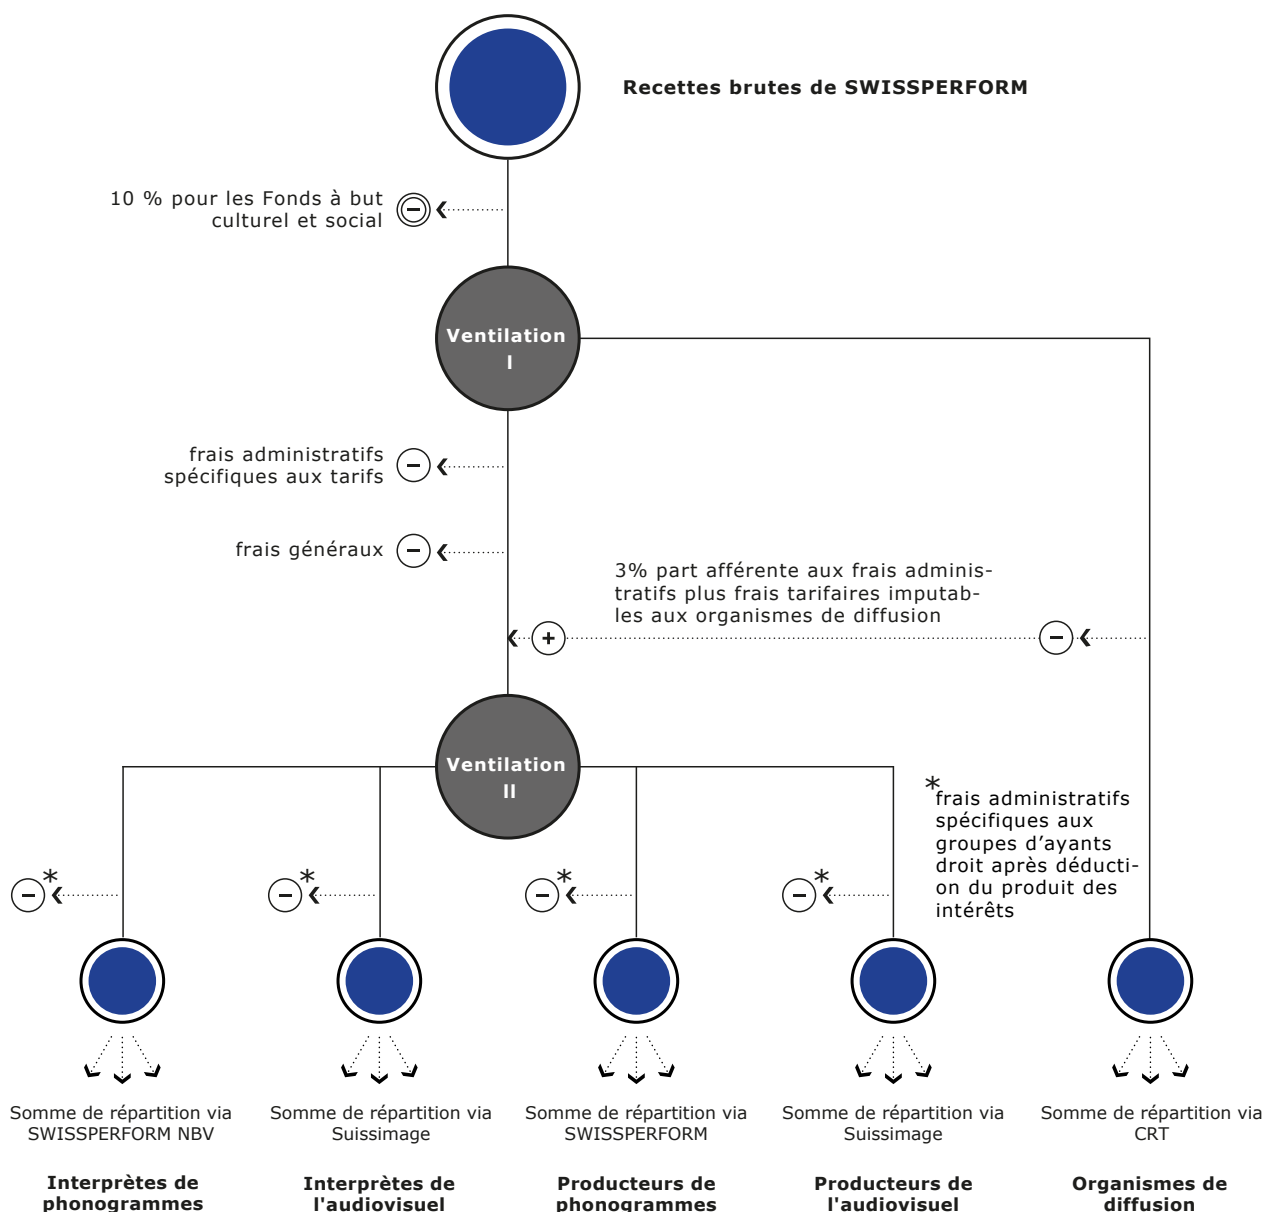 Recettes brutes de SWISSPERFORM
10 % pour les Fonds à but
culturel et social
Ventilation
I
frais administratifs
spécifiques aux tarifs
frais généraux
3% part afférente aux frais adminis-
tratifs plus frais tarifaires imputab-
les aux organismes de diffusion
Ventilation
II
*
frais administratifs
spécifiques aux
groupes d’ayants
droit après déducti-
on du produit des
intérêts
* * * *
Somme de répartition via
SWISSPERFORM NBV
Interprètes de
phonogrammes
Somme de répartition via
Suissimage
Interprètes de
l'audiovisuel
Somme de répartition via
SWISSPERFORM
Producteurs de
phonogrammes
Somme de répartition via
Suissimage
Producteurs de
l'audiovisuel
Somme de répartition via
CRT
Organismes de
diffusion